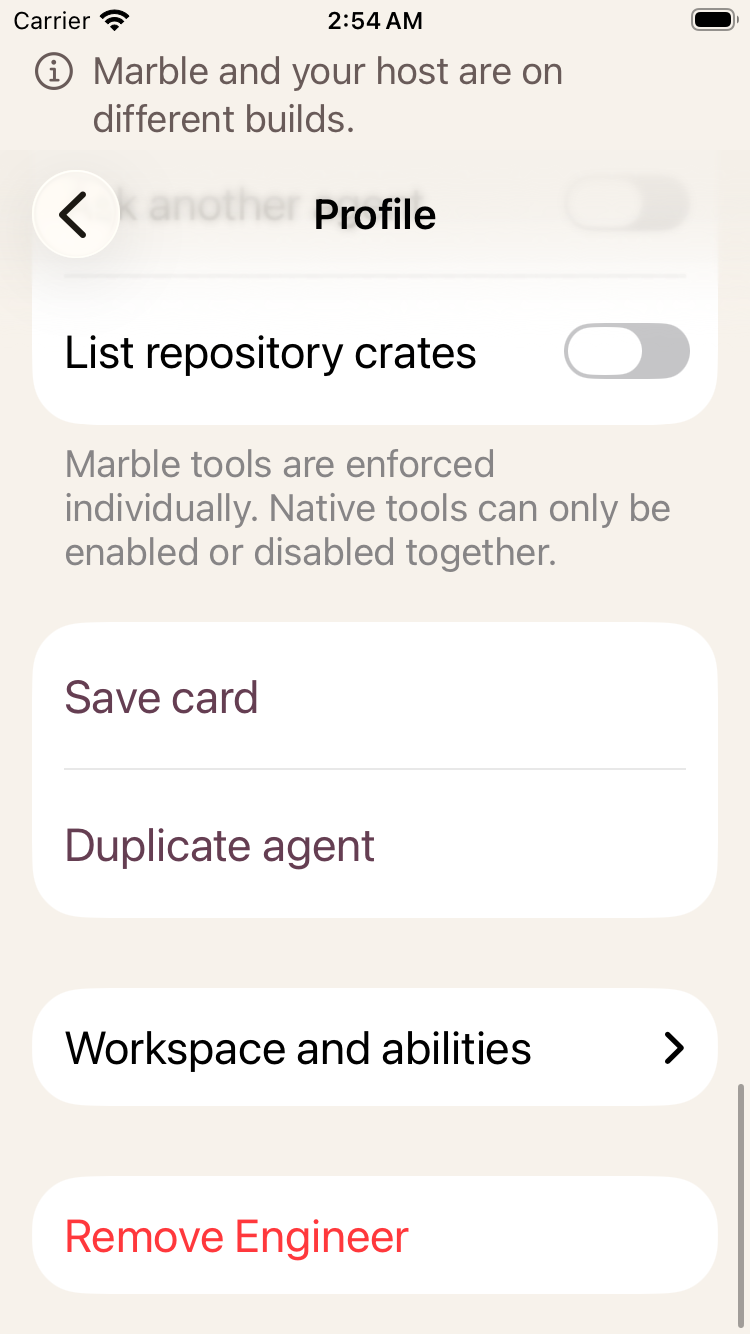 Carrier
2:54 AM
Marble and your host are on
different builds.
another
Profile
List repository crates
Marble tools are enforced
individually. Native tools can only be
enabled or disabled together.
Save card
Duplicate agent
Workspace and abilities
Remove Engineer